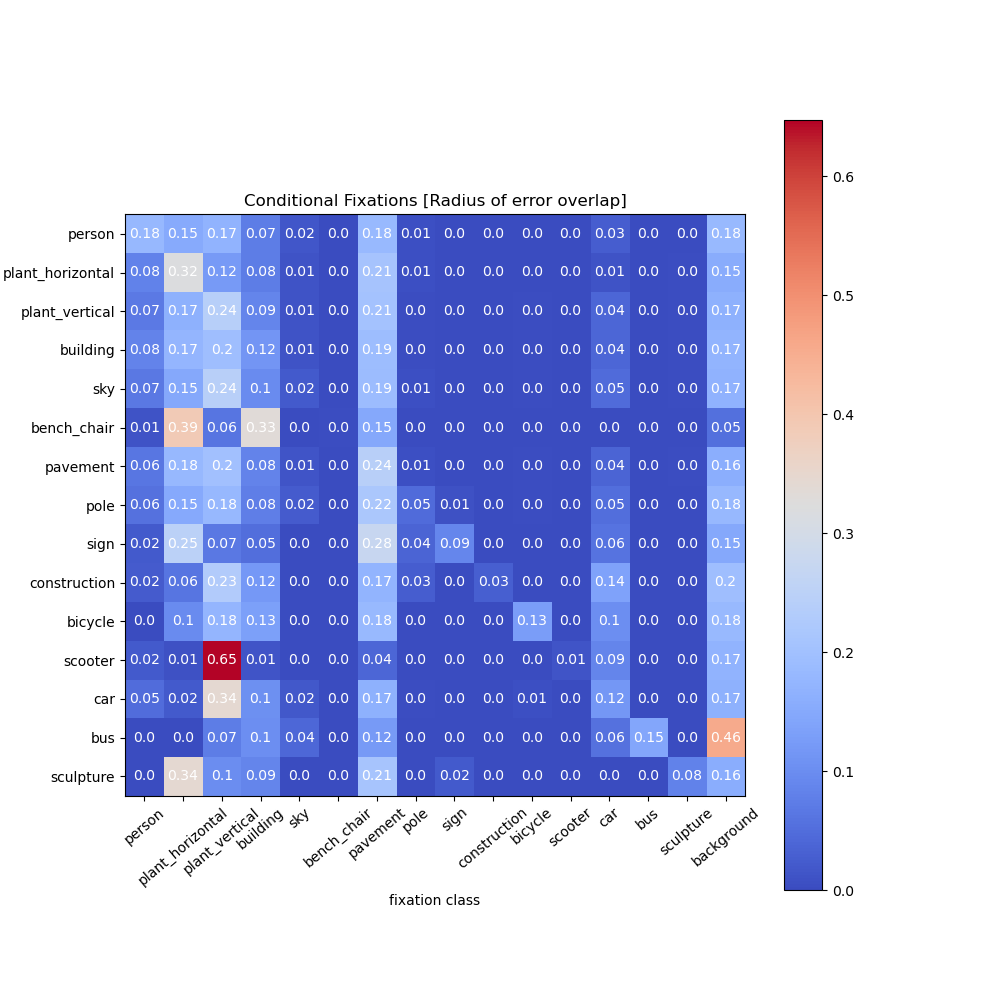 Conditional Fixations [Radius of error overlap]
person 0.18 0.15 0.17 0.07 0.02 0.0 0.18 0.01 0.0 0.0 0.0 0.0 0.03 0.0 0.0 0.18
plant_horizontal 0.08 0.32 0.12 0.08 0.01 0.0 0.21 0.01 0.0 0.0 0.0 0.0 0.01 0.0 0.0 0.15
plant_vertical 0.07 0.17 0.24 0.09 0.01 0.0 0.21 0.0 0.0 0.0 0.0 0.0 0.04 0.0 0.0 0.17
building 0.08 0.17 0.2 0.12 0.01 0.0 0.19 0.0 0.0 0.0 0.0 0.0 0.04 0.0 0.0 0.17
sky 0.07 0.15 0.24 0.1 0.02 0.0 0.19 0.01 0.0 0.0 0.0 0.0 0.05 0.0 0.0 0.17
bench_chair 0.01 0.39 0.06 0.33 0.0 0.0 0.15 0.0 0.0 0.0 0.0 0.0 0.0 0.0 0.0 0.05
pavement 0.06 0.18 0.2 0.08 0.01 0.0 0.24 0.01 0.0 0.0 0.0 0.0 0.04 0.0 0.0 0.16
pole 0.06 0.15 0.18 0.08 0.02 0.0 0.22 0.05 0.01 0.0 0.0 0.0 0.05 0.0 0.0 0.18
sign 0.02 0.25 0.07 0.05 0.0 0.0 0.28 0.04 0.09 0.0 0.0 0.0 0.06 0.0 0.0 0.15
construction 0.02 0.06 0.23 0.12 0.0 0.0 0.17 0.03 0.0 0.03 0.0 0.0 0.14 0.0 0.0 0.2
bicycle 0.0 0.1 0.18 0.13 0.0 0.0 0.18 0.0 0.0 0.0 0.13 0.0 0.1 0.0 0.0 0.18
scooter 0.02 0.01 0.65 0.01 0.0 0.0 0.04 0.0 0.0 0.0 0.0 0.01 0.09 0.0 0.0 0.17
car 0.05 0.02 0.34 0.1 0.02 0.0 0.17 0.0 0.0 0.0 0.01 0.0 0.12 0.0 0.0 0.17
bus 0.0 0.0 0.07 0.1 0.04 0.0 0.12 0.0 0.0 0.0 0.0 0.0 0.06 0.15 0.0 0.46
sculpture 0.0 0.34 0.1 0.09 0.0 0.0 0.21 0.0 0.02 0.0 0.0 0.0 0.0 0.0 0.08 0.16
person plant_horizontal plant_vertical building sky bench_chair pavement pole sign construction bicycle scooter car bus sculpture background
fixation class
0.6
0.5
0.4
0.3
0.2
0.1
0.0